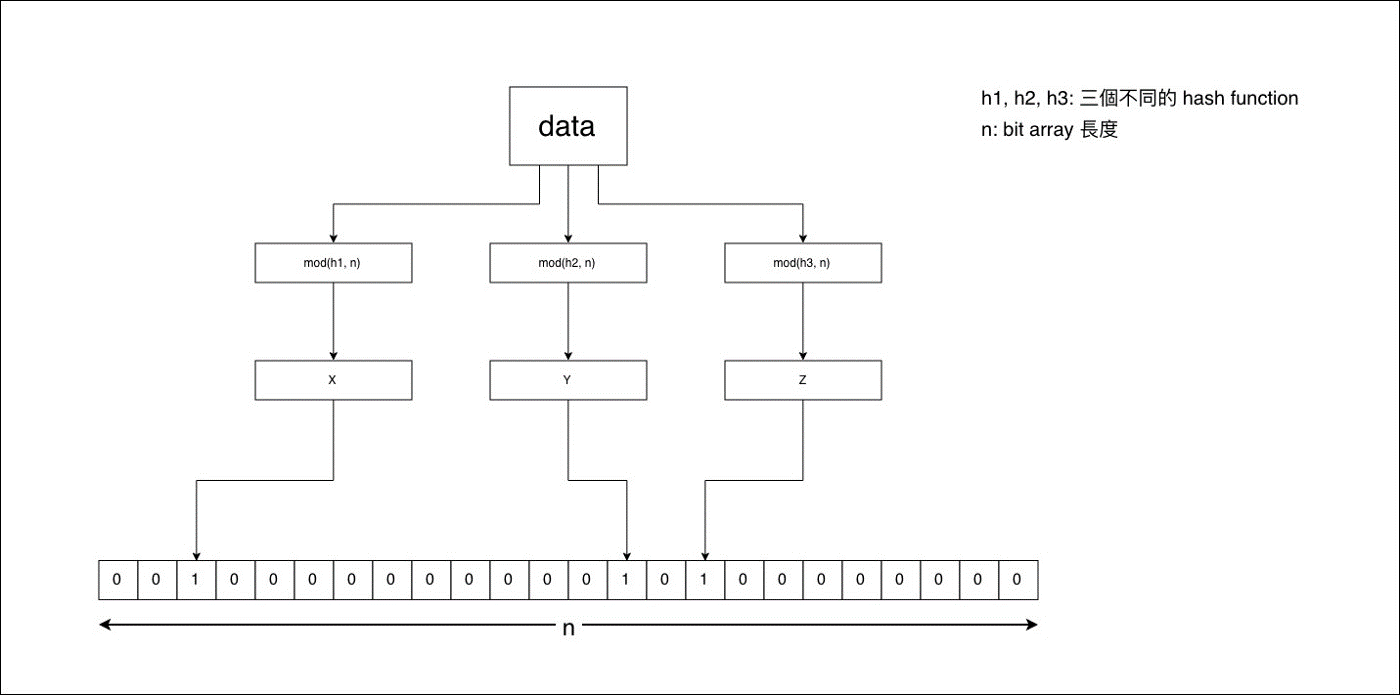 data
h1, h2, h3: 三個不同的 hash function
n: bit array 長度
mod(h1, n) mod(h2, n) mod(h3, n)
X Y Z
0 0 1 0 0 0 0 0 0 0 0 0 0 1 0 1 0 0 0 0 0 0 0 0
n